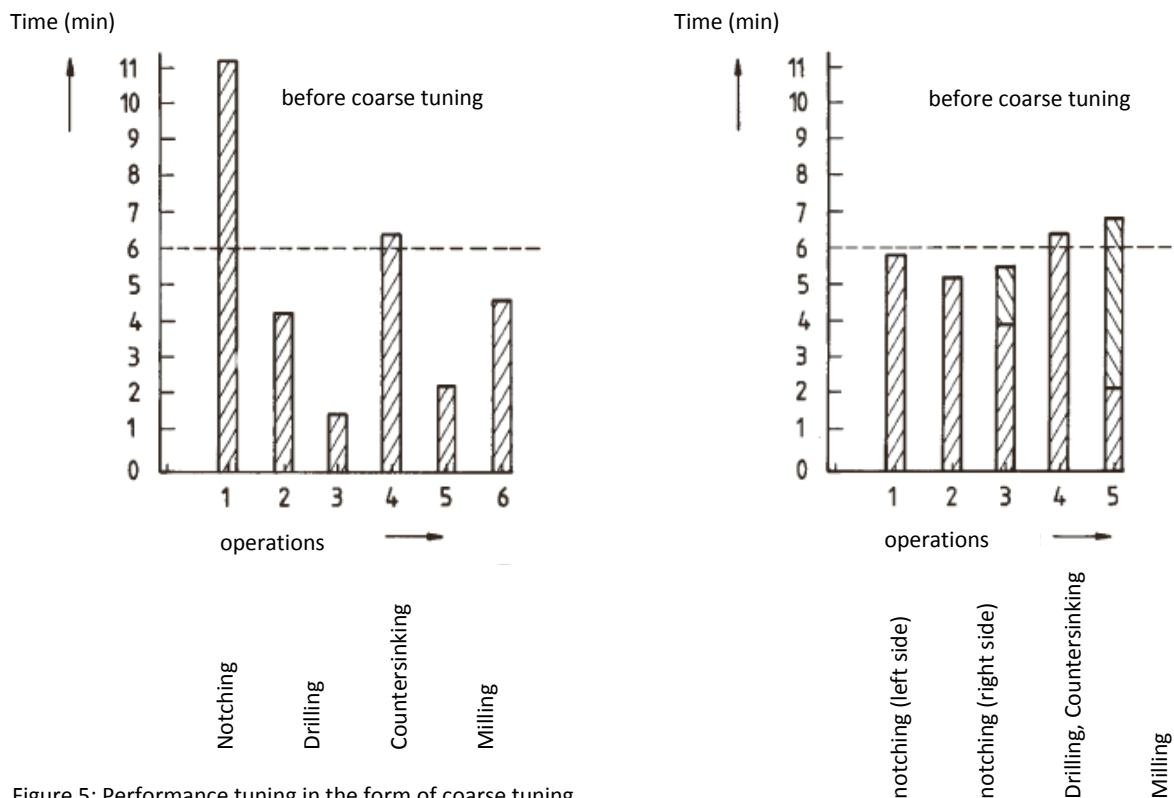 Time (min)
11
10
9
8
7
6
5
4
3
2
1
0
before coarse tuning
1 2 3 4 5 6
operations
Notching
Drilling
Countersinking
Milling
Time (min)
11
10
9
8
7
6
5
4
3
2
1
0
before coarse tuning
1 2 3 4 5
operations
notching (left side)
notching (right side)
Drilling, Countersinking
Milling
Figure 5: Performance tuning in the form of coarse tuning